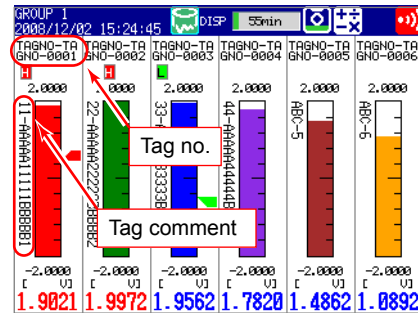 GROUP 1
2008/12/02 15:24:45
DISP
55min
TAGNO-TA TAGNO-TA TAGNO-TA TAGNO-TA TAGNO-TA TAGNO-TA
GNO-0001 GNO-0002 GNO-0003 GNO-0004 GNO-0005 GNO-0006
H H L
2.0000 2.0000 2.0000 2.0000 2.0000 2.0000
11-AAAAA11111BBBBB1
ABC-5
ABC-6
Tag no.
Tag comment
-2.0000 -2.0000 -2.0000 -2.0000 -2.0000 -2.0000
[ V] [ V] [ V] [ V] [ V] [ V]
1.9021 1.9972 1.9562 1.7820 1.4862 1.0892